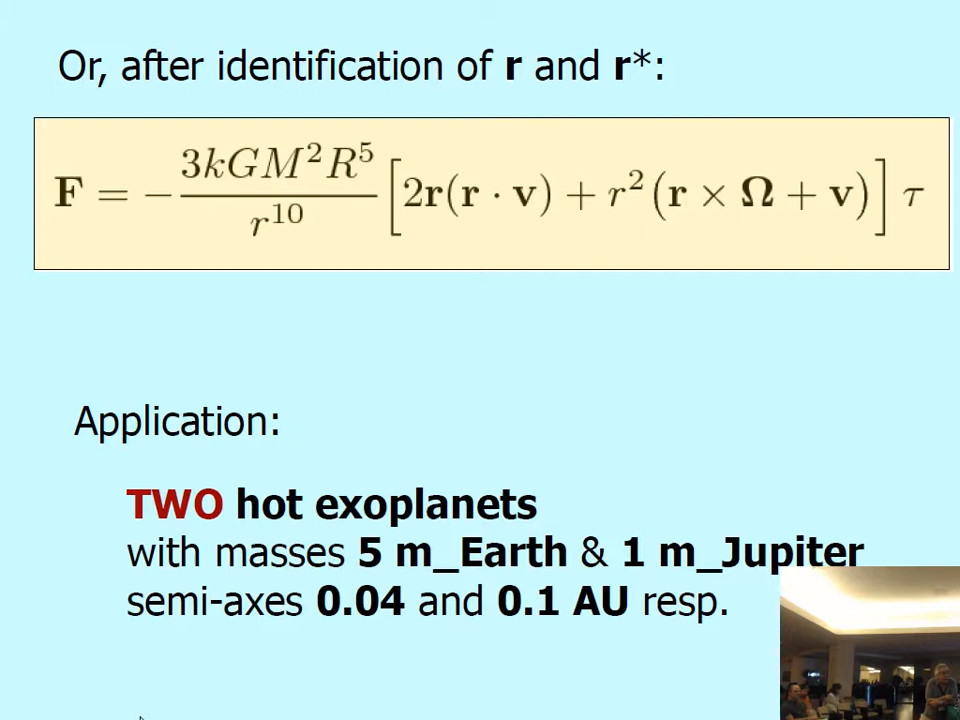 Or, after identification of r and r*:
F = − 3kGM²R⁵ / r¹⁰ [2r(r · v) + r²(r × Ω + v)] τ
Application:
TWO hot exoplanets
with masses 5 m_Earth & 1 m_Jupiter
semi-axes 0.04 and 0.1 AU resp.